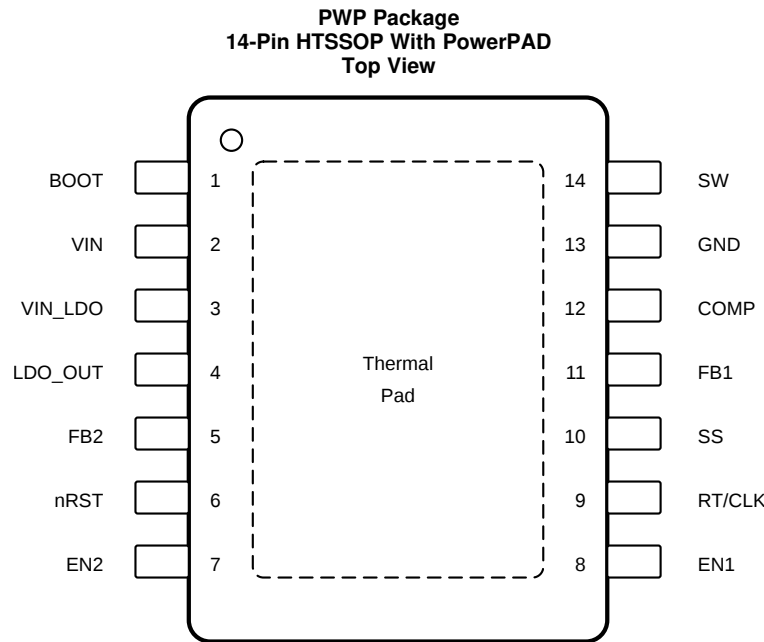 PWP Package
14-Pin HTSSOP With PowerPAD
Top View
BOOT 1 14 SW
VIN 2 13 GND
VIN_LDO 3 12 COMP
LDO_OUT 4 Thermal Pad 11 FB1
FB2 5 10 SS
nRST 6 9 RT/CLK
EN2 7 8 EN1